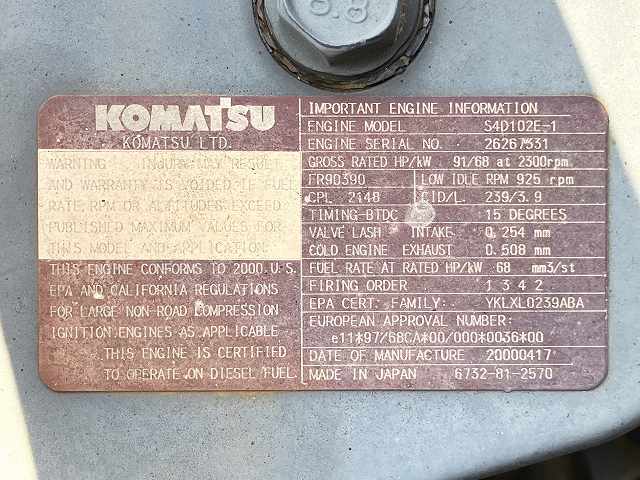 8.8
KOMATSU
KOMATSU LTD.
WARNING INJURY MAY RESULT
AND WARRANTY IS VOIDED IF FUEL
RATE RPM OR ALTITUDES EXCEED
PUBLISHED MAXIMUM VALUES FOR
THIS MODEL AND APPLICATION
THIS ENGINE CONFORMS TO 2000 U.S.
EPA AND CALIFORNIA REGULATIONS
FOR LARGE NON-ROAD COMPRESSION
IGNITION ENGINES AS APPLICABLE
.THIS ENGINE IS CERTIFIED
TO OPERATE ON DIESEL FUEL.
IMPORTANT ENGINE INFORMATION
ENGINE MODEL S4D102E-1
ENGINE SERIAL NO. 26267531
GROSS RATED HP/kW 91/68 at 2300rpm.
FR90390 LOW IDLE RPM 925 rpm
CPL 2148 CID/L. 239/3.9
TIMING-BTDC 15 DEGREES
VALVE LASH INTAKE 0.254 mm
COLD ENGINE EXHAUST 0.508 mm
FUEL RATE AT RATED HP/kW 68 mm3/st
FIRING ORDER 1 3 4 2
EPA CERT. FAMILY: YKLXL0239ABA
EUROPEAN APPROVAL NUMBER:
e11*97/68CA*00/000*0036*00
DATE OF MANUFACTURE 20000417
MADE IN JAPAN 6732-81-2570